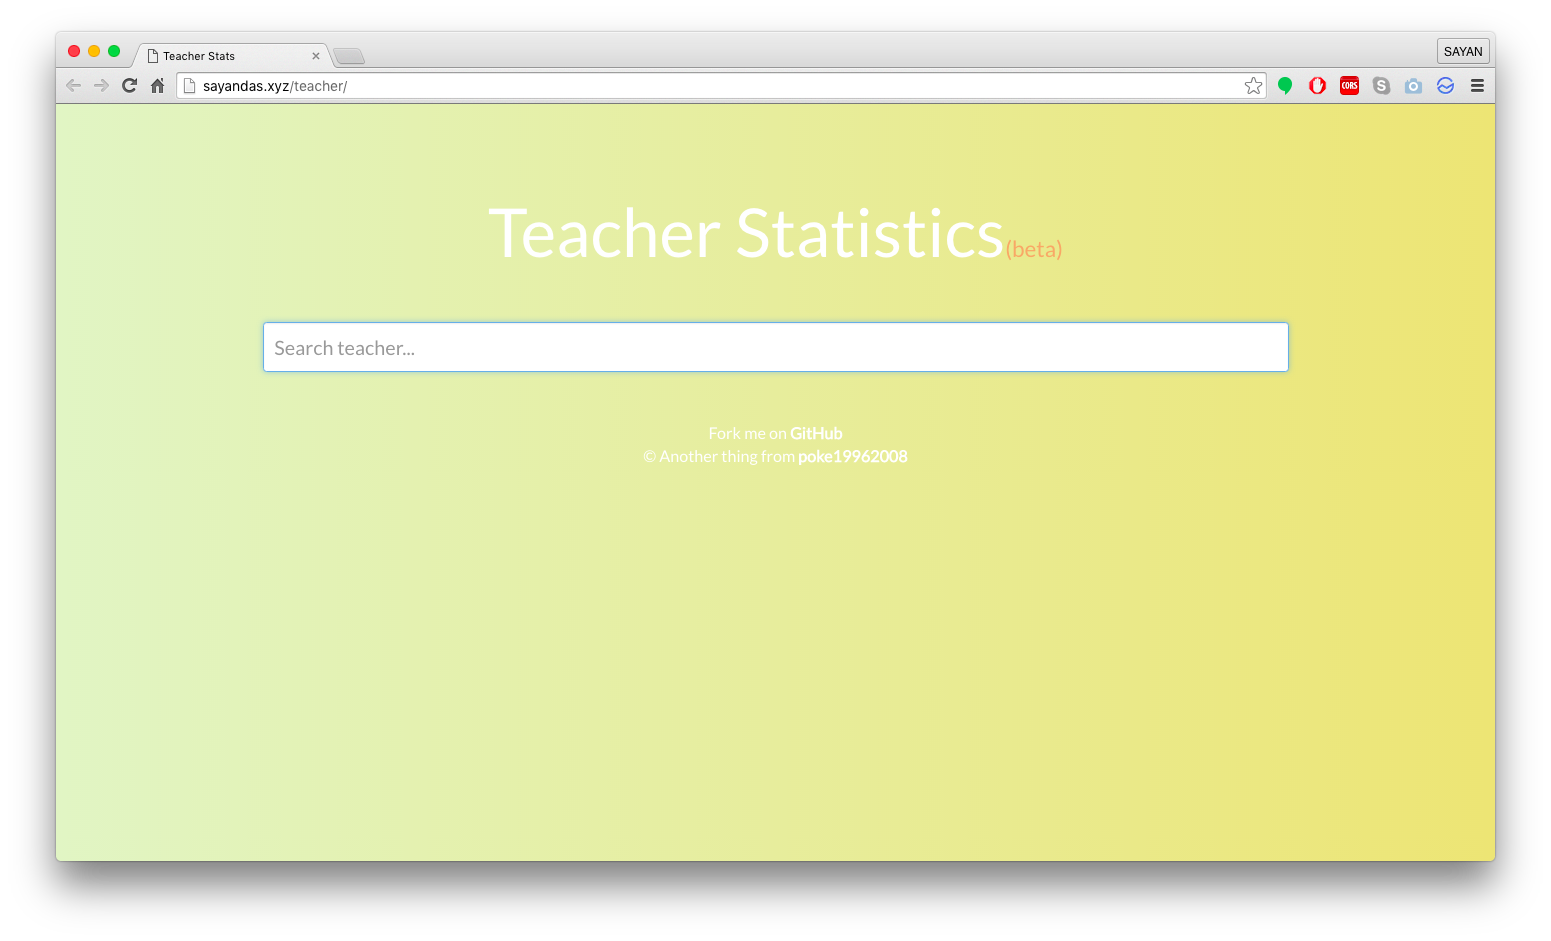 Teacher Stats
SAYAN
sayandas.xyz/teacher/
CORS
S
Teacher Statistics(beta)
Search teacher...
Fork me on GitHub
© Another thing from poke19962008